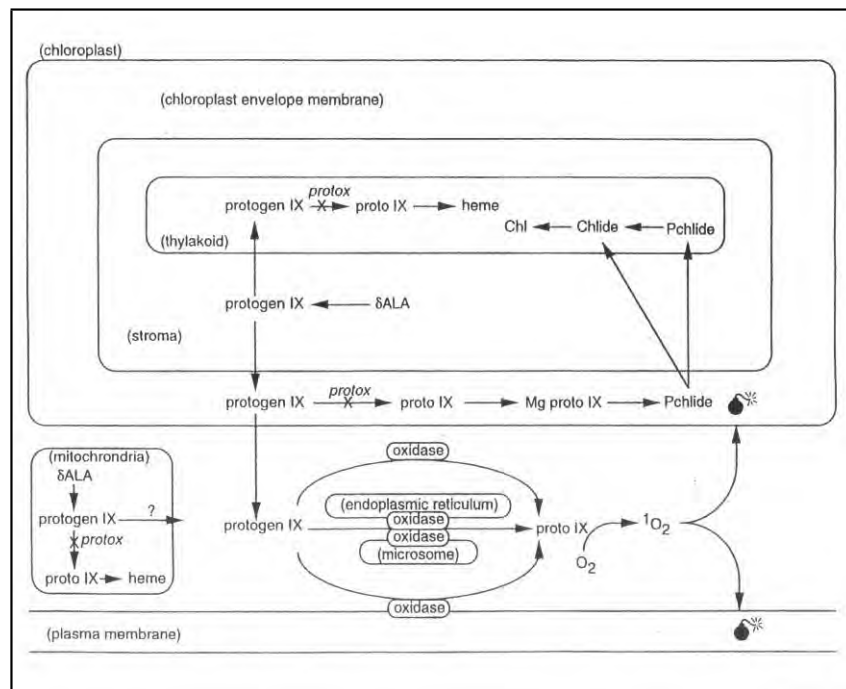 (chloroplast)
(chloroplast envelope membrane)
protox
protogen IX proto IX heme
Chl Chlide Pchlide
(thylakoid)
protogen IX δALA
(stroma)
protox
protogen IX proto IX Mg proto IX Pchlide
(mitrochrondria)
δALA
protogen IX ?
protox
proto IX heme
oxidase
(endoplasmic reticulum)
protogen IX oxidase proto IX ¹O₂
oxidase
(microsome)
O₂
oxidase
(plasma membrane)